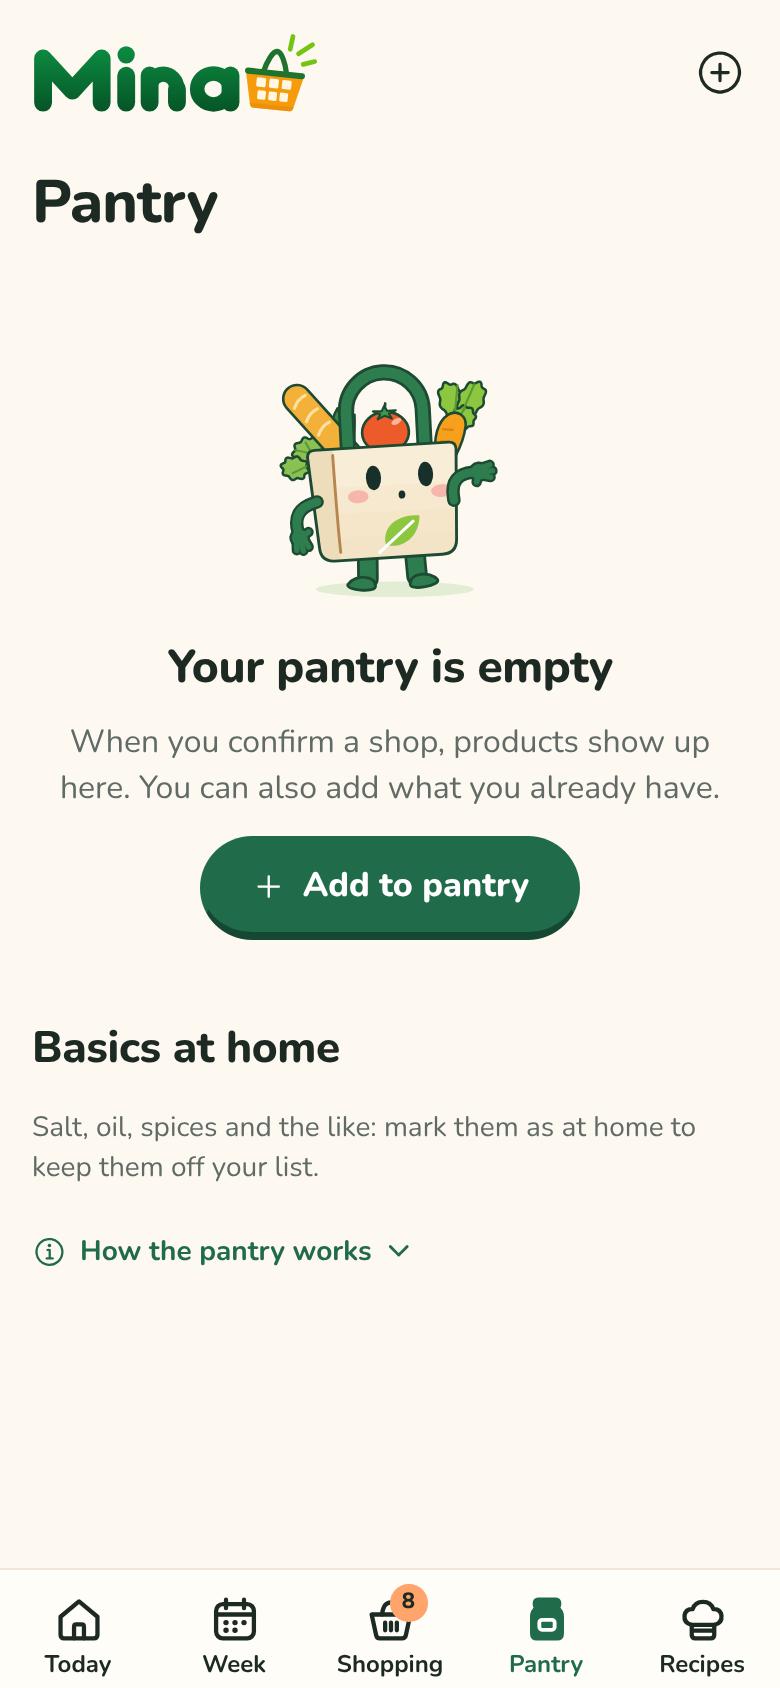 Mina
Pantry
Your pantry is empty
When you confirm a shop, products show up
here. You can also add what you already have.
Add to pantry
Basics at home
Salt, oil, spices and the like: mark them as at home to
keep them off your list.
How the pantry works
8
Today Week Shopping Pantry Recipes